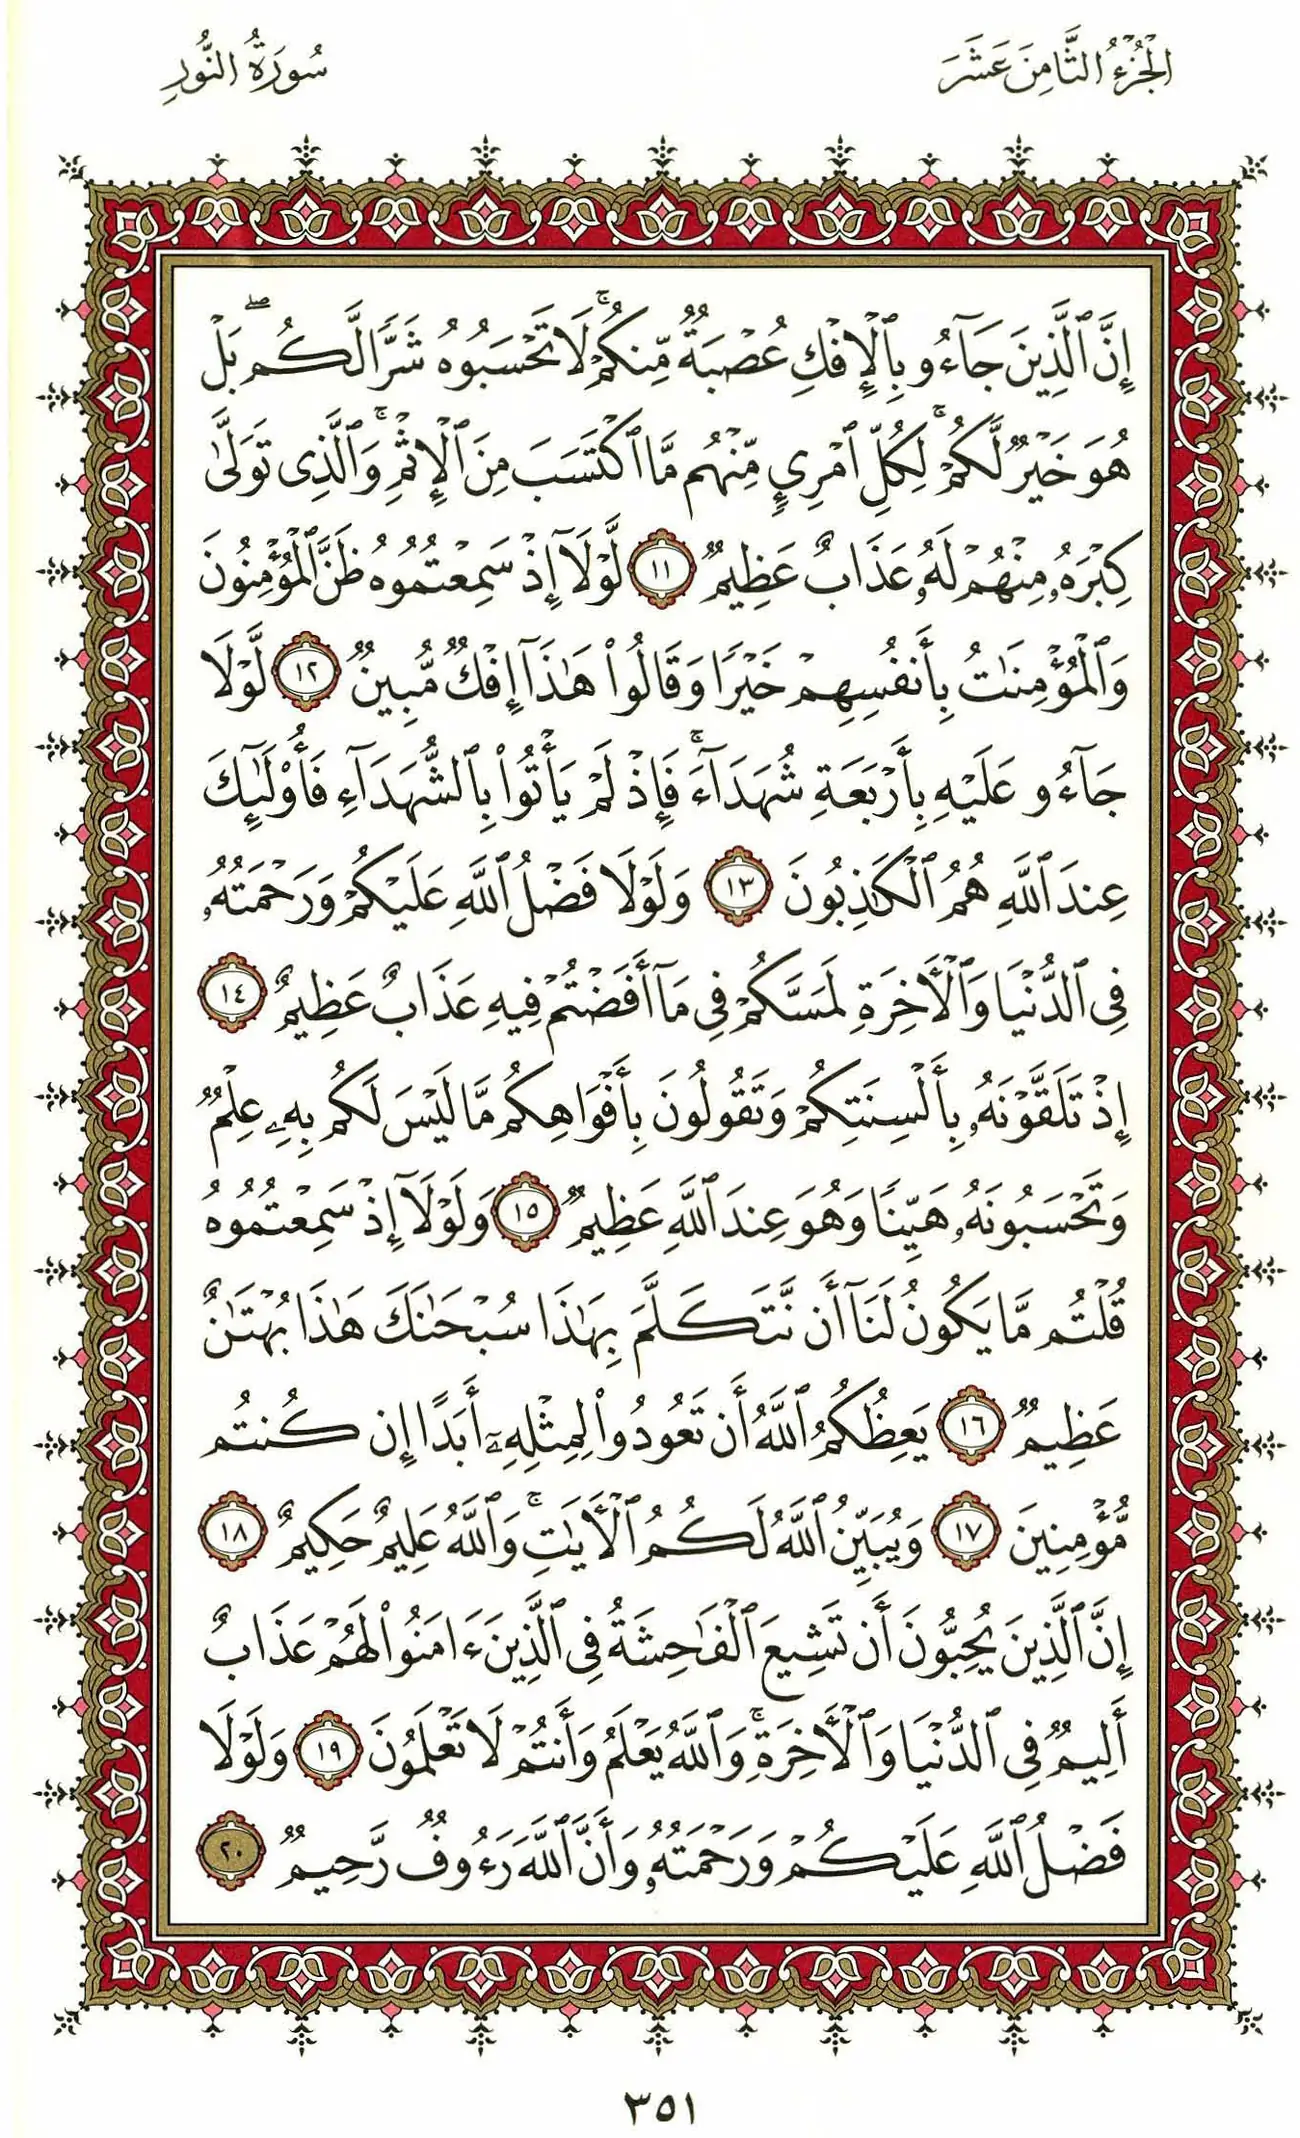 الجزء الثامن عشر
سورة النور
إِنَّ ٱلَّذِينَ جَآءُو بِٱلْإِفْكِ عُصْبَةٌ مِّنكُمْ ۚ لَا تَحْسَبُوهُ شَرًّا لَّكُم ۖ بَلْ
هُوَ خَيْرٌ لَّكُمْ ۚ لِكُلِّ ٱمْرِئٍ مِّنْهُم مَّا ٱكْتَسَبَ مِنَ ٱلْإِثْمِ ۚ وَٱلَّذِى تَوَلَّىٰ
كِبْرَهُۥ مِنْهُمْ لَهُۥ عَذَابٌ عَظِيمٌ ١١ لَّوْلَآ إِذْ سَمِعْتُمُوهُ ظَنَّ ٱلْمُؤْمِنُونَ
وَٱلْمُؤْمِنَٰتُ بِأَنفُسِهِمْ خَيْرًا وَقَالُوا۟ هَٰذَآ إِفْكٌ مُّبِينٌ ١٢ لَّوْلَا
جَآءُو عَلَيْهِ بِأَرْبَعَةِ شُهَدَآءَ ۚ فَإِذْ لَمْ يَأْتُوا۟ بِٱلشُّهَدَآءِ فَأُو۟لَٰٓئِكَ
عِندَ ٱللَّهِ هُمُ ٱلْكَٰذِبُونَ ١٣ وَلَوْلَا فَضْلُ ٱللَّهِ عَلَيْكُمْ وَرَحْمَتُهُۥ
فِى ٱلدُّنْيَا وَٱلْءَاخِرَةِ لَمَسَّكُمْ فِى مَآ أَفَضْتُمْ فِيهِ عَذَابٌ عَظِيمٌ ١٤
إِذْ تَلَقَّوْنَهُۥ بِأَلْسِنَتِكُمْ وَتَقُولُونَ بِأَفْوَاهِكُم مَّا لَيْسَ لَكُم بِهِۦ عِلْمٌ
وَتَحْسَبُونَهُۥ هَيِّنًا وَهُوَ عِندَ ٱللَّهِ عَظِيمٌ ١٥ وَلَوْلَآ إِذْ سَمِعْتُمُوهُ
قُلْتُم مَّا يَكُونُ لَنَآ أَن نَّتَكَلَّمَ بِهَٰذَا سُبْحَٰنَكَ هَٰذَا بُهْتَٰنٌ
عَظِيمٌ ١٦ يَعِظُكُمُ ٱللَّهُ أَن تَعُودُوا۟ لِمِثْلِهِۦٓ أَبَدًا إِن كُنتُم
مُّؤْمِنِينَ ١٧ وَيُبَيِّنُ ٱللَّهُ لَكُمُ ٱلْءَايَٰتِ ۚ وَٱللَّهُ عَلِيمٌ حَكِيمٌ ١٨
إِنَّ ٱلَّذِينَ يُحِبُّونَ أَن تَشِيعَ ٱلْفَٰحِشَةُ فِى ٱلَّذِينَ ءَامَنُوا۟ لَهُمْ عَذَابٌ
أَلِيمٌ فِى ٱلدُّنْيَا وَٱلْءَاخِرَةِ ۚ وَٱللَّهُ يَعْلَمُ وَأَنتُمْ لَا تَعْلَمُونَ ١٩ وَلَوْلَا
فَضْلُ ٱللَّهِ عَلَيْكُمْ وَرَحْمَتُهُۥ وَأَنَّ ٱللَّهَ رَءُوفٌ رَّحِيمٌ ٢٠
٣٥١